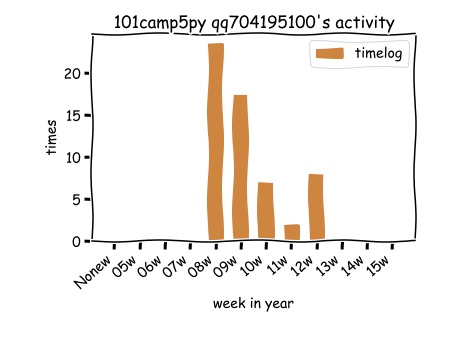 101camp5py qq704195100's activity
timelog
times
20
15
10
5
0
Nonew
05w
06w
07w
08w
09w
10w
11w
12w
13w
14w
15w
week in year